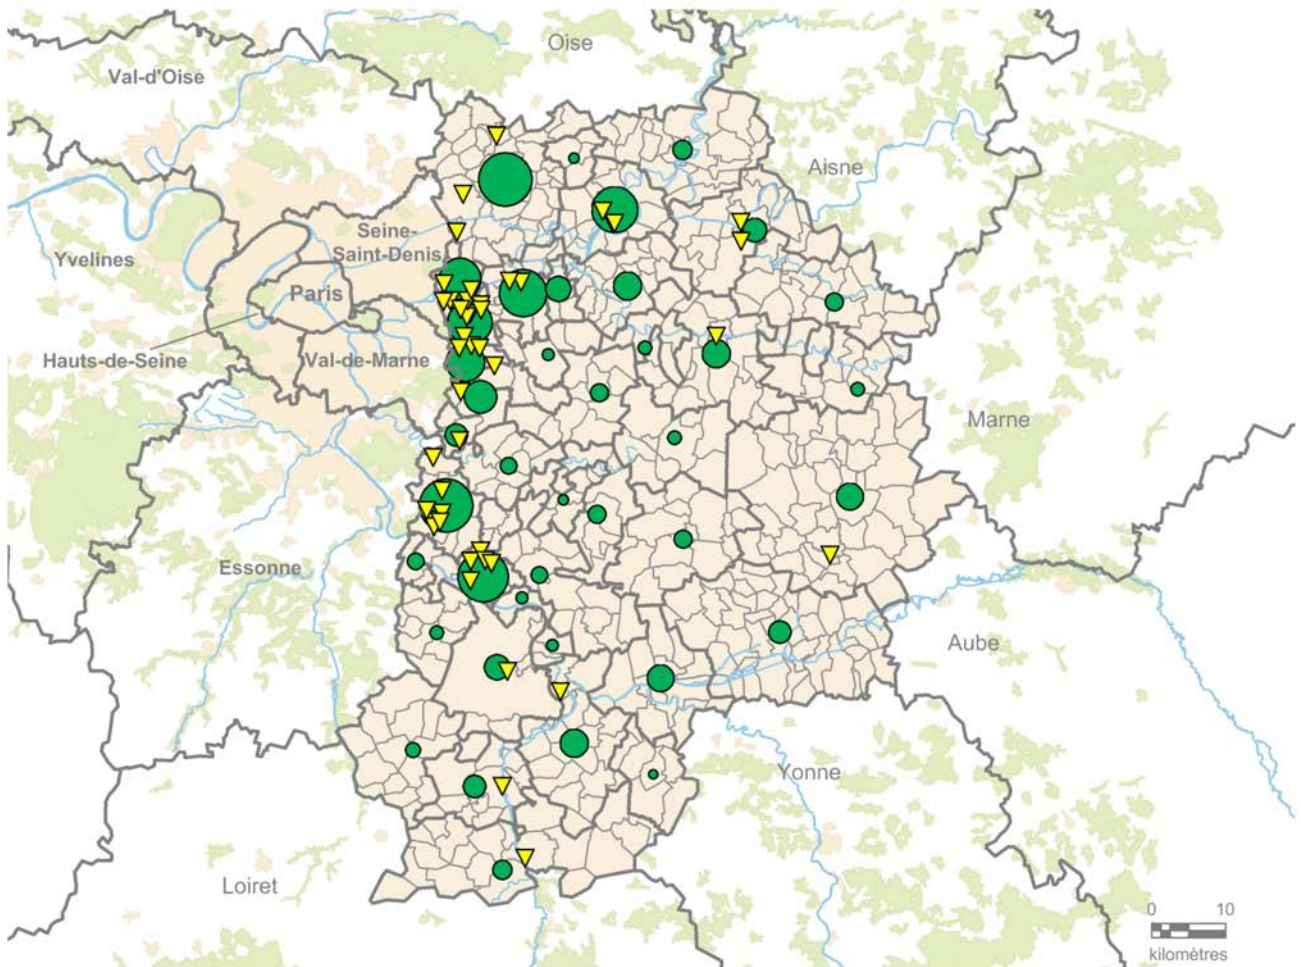 Oise
Val-d'Oise
Aisne
Seine-
Saint-Denis
Yvelines
Paris
Hauts-de-Seine
Val-de-Marne
Marne
Essonne
Aube
Yonne
Loiret
0 10
kilomètres